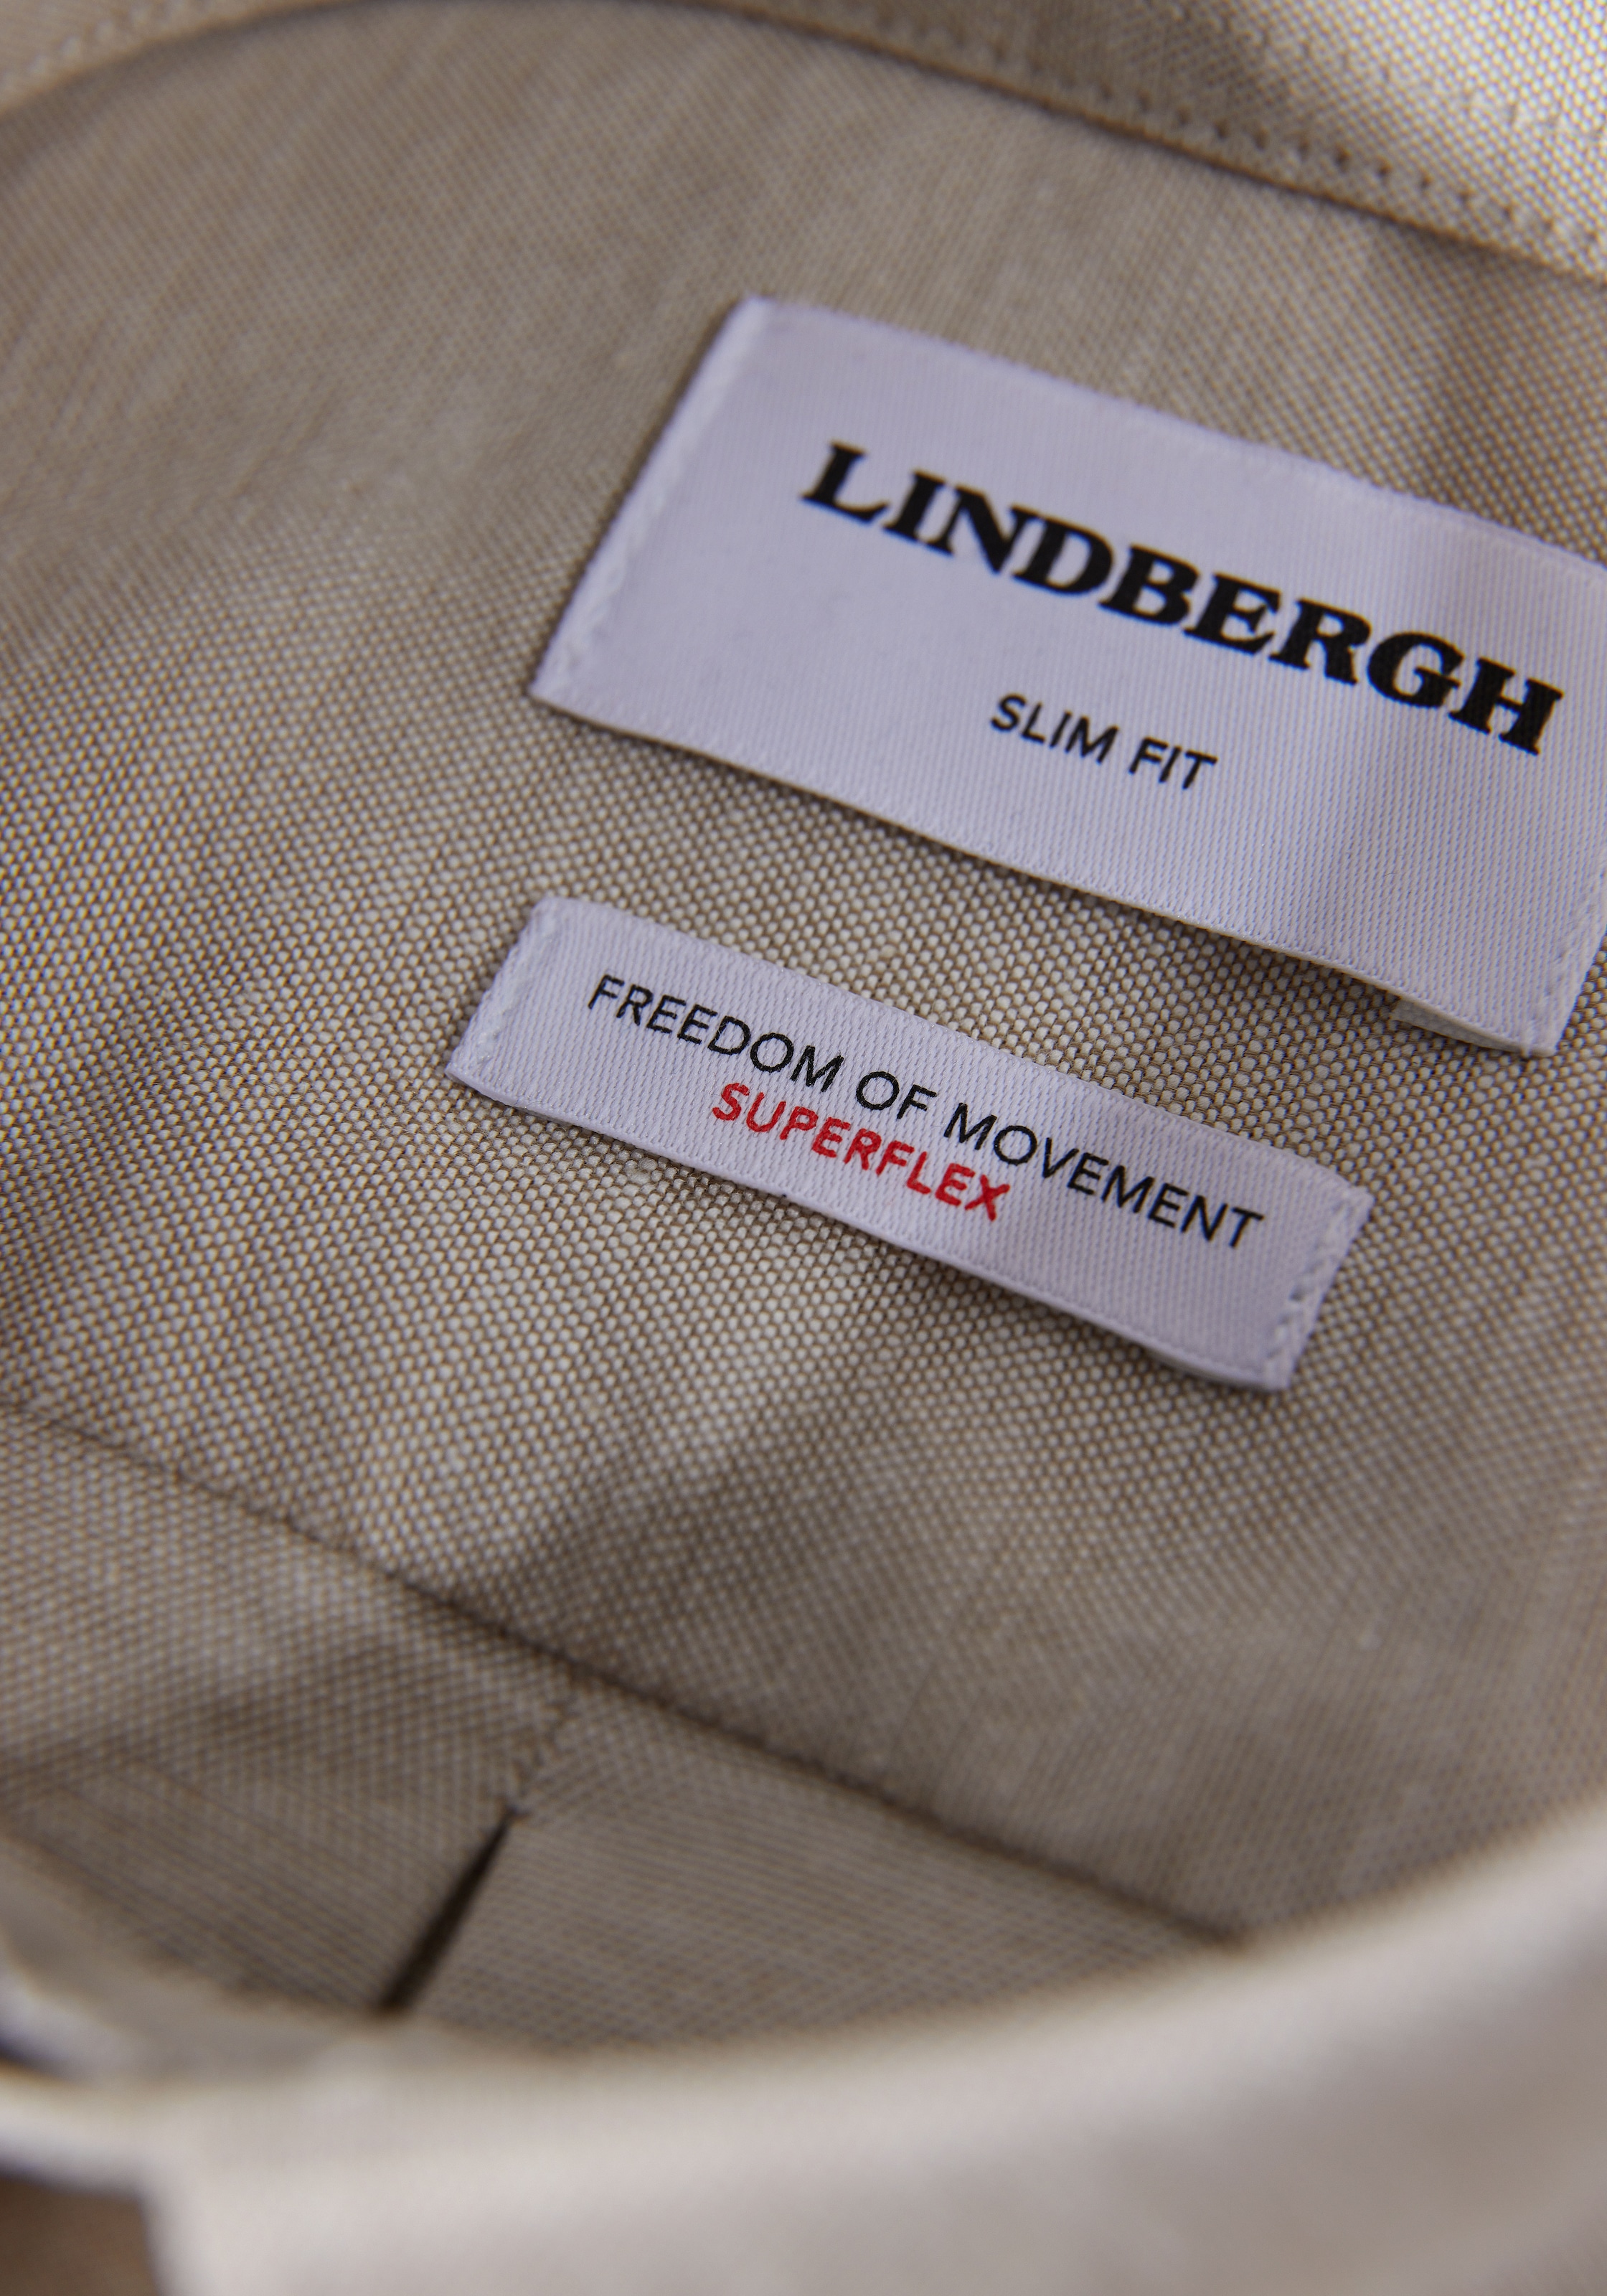 LINDBERGH
SLIM FIT
FREEDOM OF MOVEMENT
SUPERFLEX